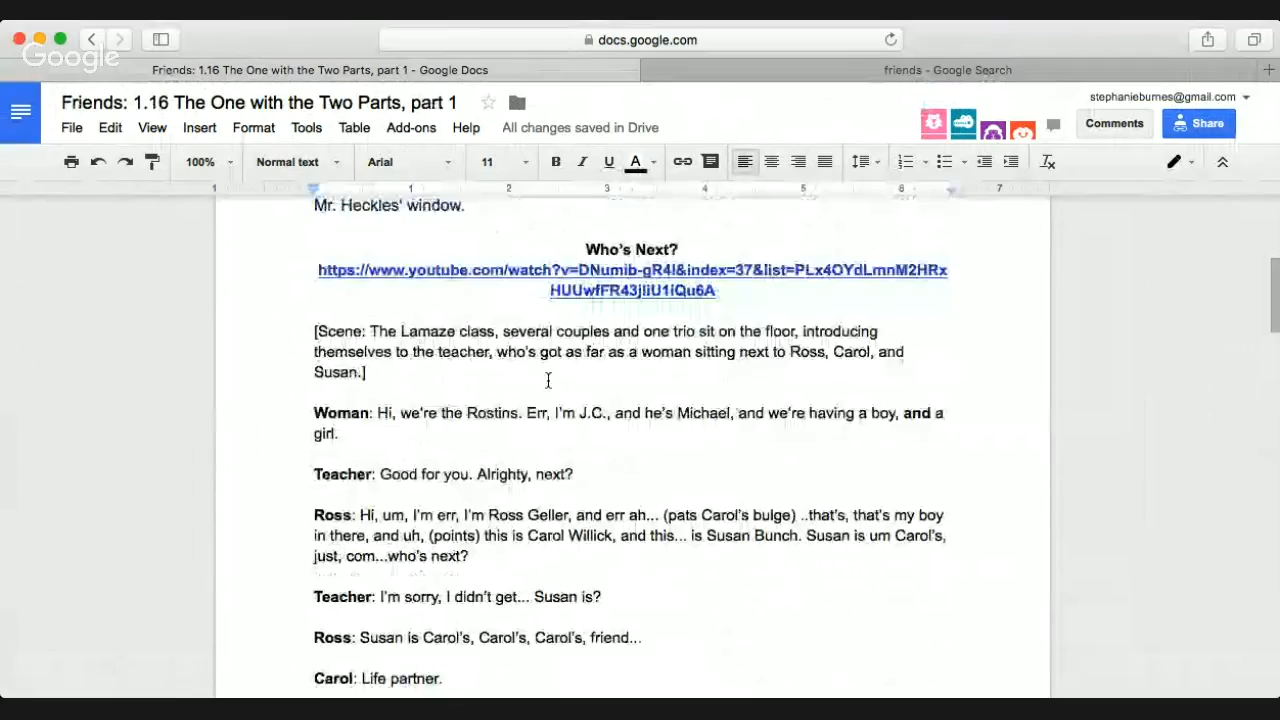 docs.google.com
Google
Friends: 1.16 The One with the Two Parts, part 1 - Google Docs
friends - Google Search
Friends: 1.16 The One with the Two Parts, part 1
stephanieburnes@gmail.com
File Edit View Insert Format Tools Table Add-ons Help All changes saved in Drive
Comments
Share
100% Normal text Arial 11 B I U A
1 1 2 3 4 5 6 7
Mr. Heckles' window.
Who's Next?
https://www.youtube.com/watch?v=DNumib-gR4I&index=37&list=PLx4OYdLmnM2HRx
HUUwfFR43jIiU1iQu6A
[Scene: The Lamaze class, several couples and one trio sit on the floor, introducing
themselves to the teacher, who's got as far as a woman sitting next to Ross, Carol, and
Susan.]
Woman: Hi, we're the Rostins. Err, I'm J.C., and he's Michael, and we're having a boy, and a
girl.
Teacher: Good for you. Alrighty, next?
Ross: Hi, um, I'm err, I'm Ross Geller, and err ah... (pats Carol's bulge) ..that's, that's my boy
in there, and uh, (points) this is Carol Willick, and this... is Susan Bunch. Susan is um Carol's,
just, com...who's next?
Teacher: I'm sorry, I didn't get... Susan is?
Ross: Susan is Carol's, Carol's, Carol's, friend...
Carol: Life partner.